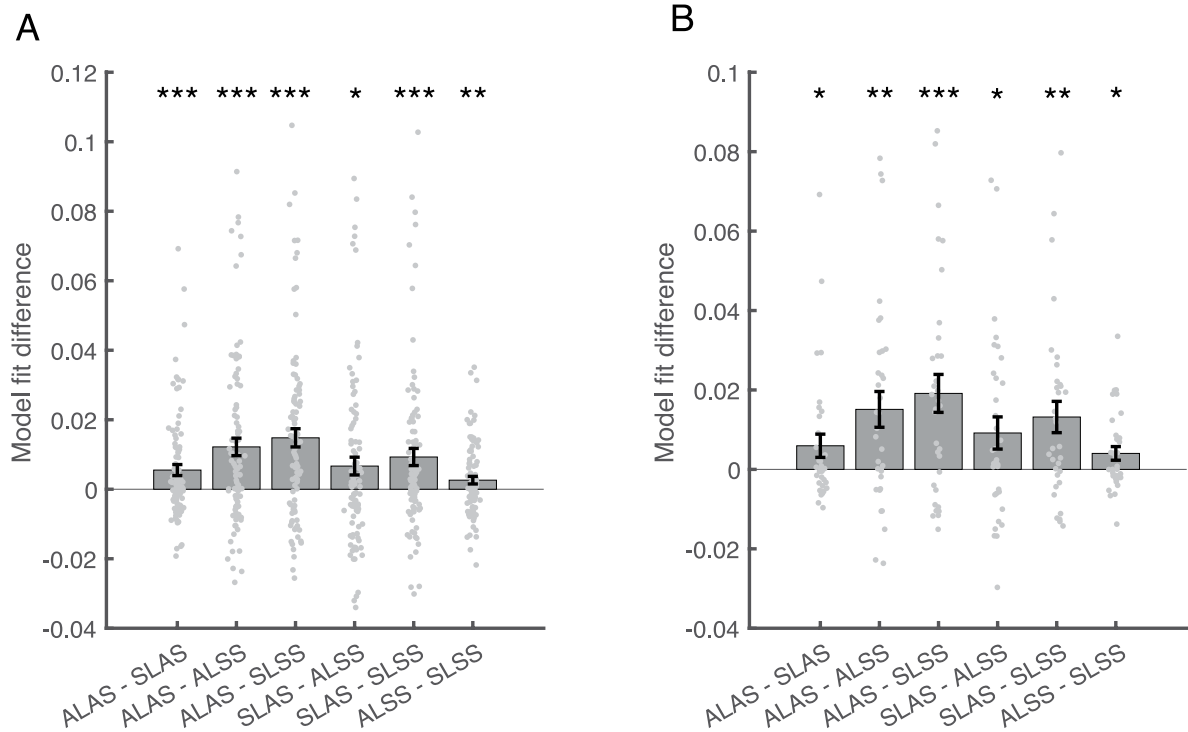 A
Model fit difference
0.12
0.1
0.08
0.06
0.04
0.02
0
-0.02
-0.04
*** *** *** * *** **
ALAS - SLAS
ALAS - ALSS
ALAS - SLSS
SLAS - ALSS
SLAS - SLSS
ALSS - SLSS
B
Model fit difference
0.1
0.08
0.06
0.04
0.02
0
-0.02
-0.04
* ** *** * ** *
ALAS - SLAS
ALAS - ALSS
ALAS - SLSS
SLAS - ALSS
SLAS - SLSS
ALSS - SLSS